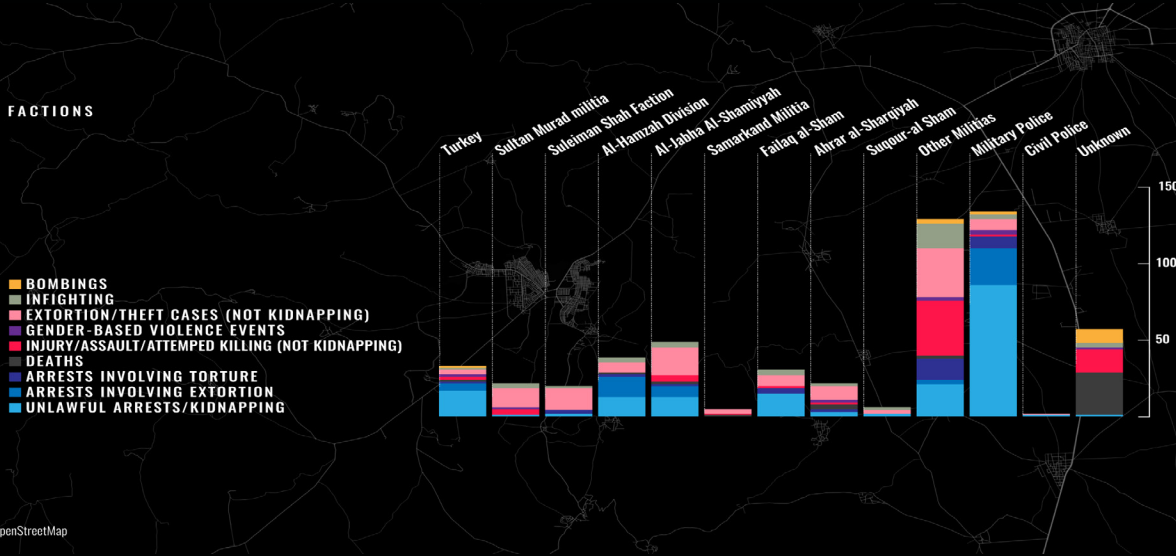 FACTIONS
Turkey
Sultan Murad militia
Suleiman Shah Faction
Al-Hamzah Division
Al-Jabha Al-Shamiyyah
Samarkand Militia
Failaq al-Sham
Ahrar al-Sharqiyah
Suqour-al Sham
Other Militias
Military Police
Civil Police
Unknown
150
100
50
BOMBINGS
INFIGHTING
EXTORTION/THEFT CASES (NOT KIDNAPPING)
GENDER-BASED VIOLENCE EVENTS
INJURY/ASSAULT/ATTEMPED KILLING (NOT KIDNAPPING)
DEATHS
ARRESTS INVOLVING TORTURE
ARRESTS INVOLVING EXTORTION
UNLAWFUL ARRESTS/KIDNAPPING
penStreetMap